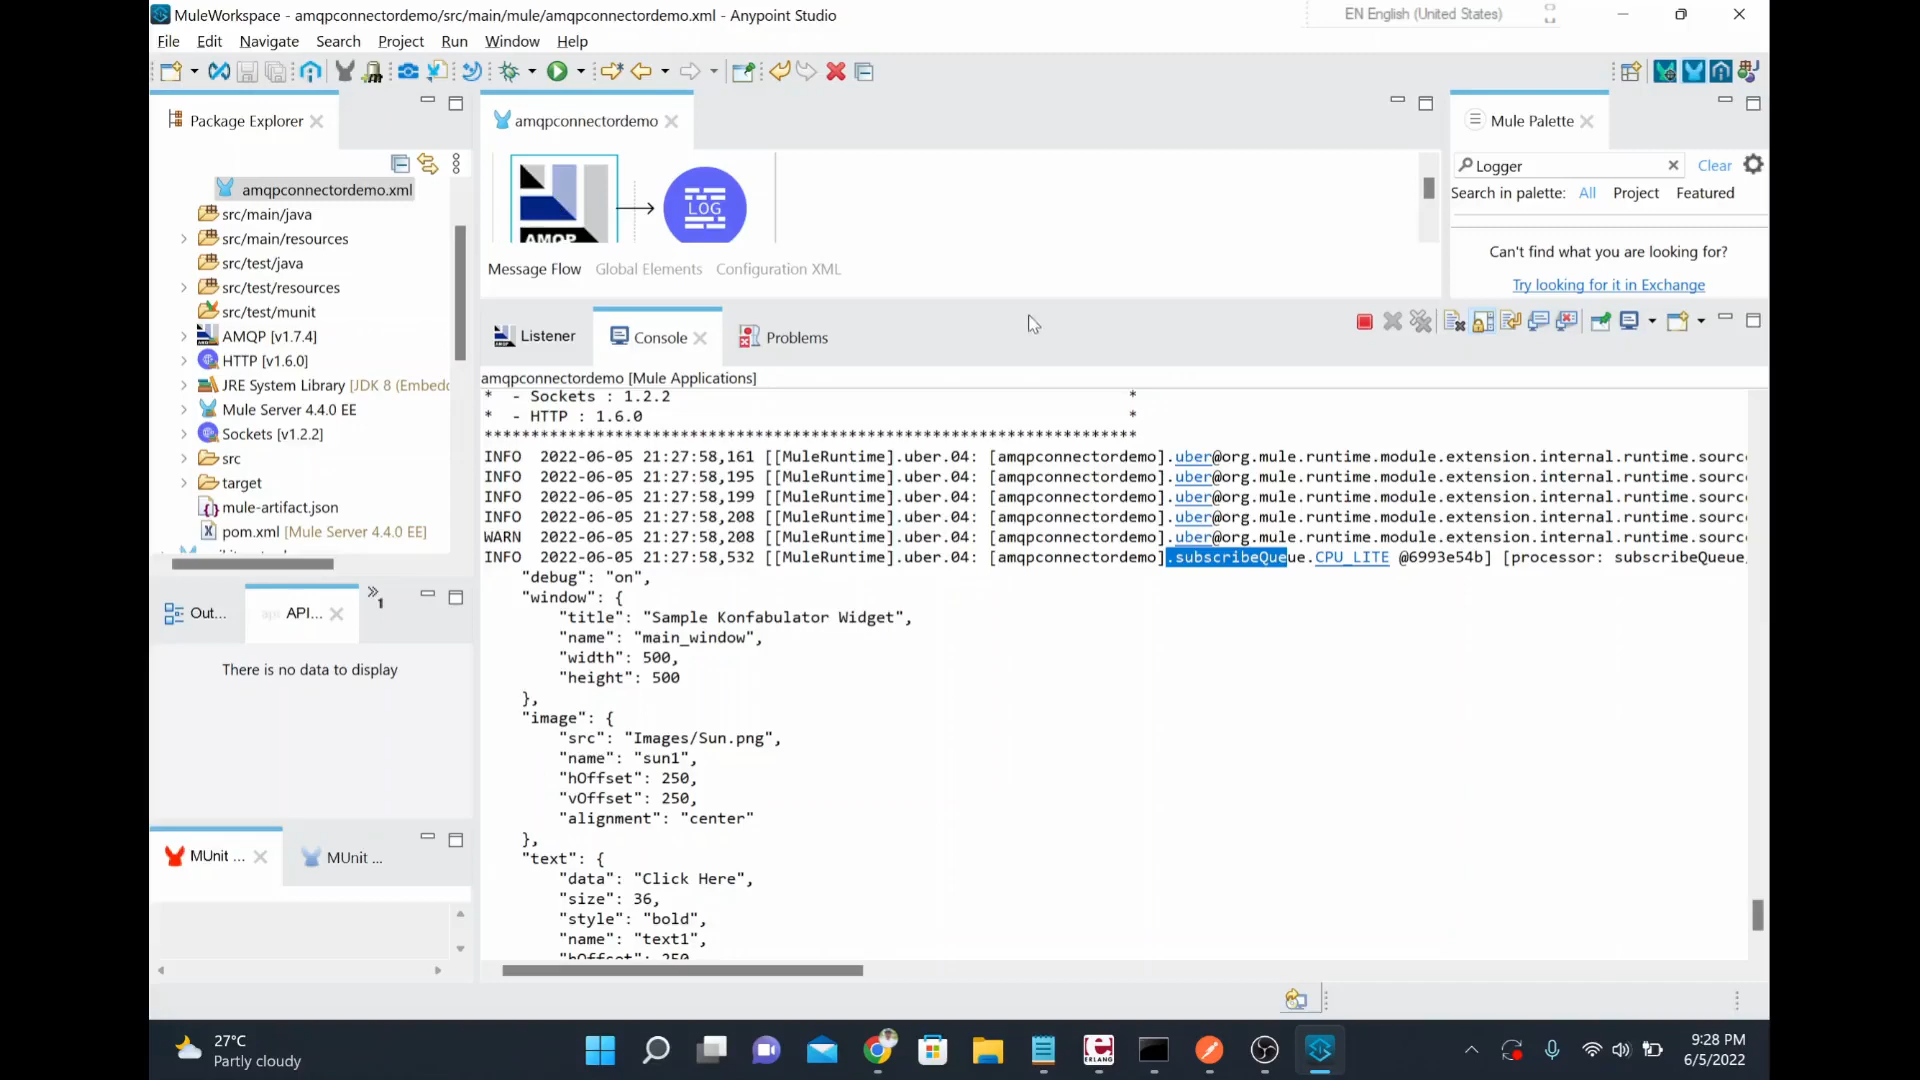 MuleWorkspace - amqpconnectordemo/src/main/mule/amqpconnectordemo.xml - Anypoint Studio
EN English (United States)
File Edit Navigate Search Project Run Window Help
Package Explorer
amqpconnectordemo
Mule Palette
amqpconnectordemo.xml
src/main/java
src/main/resources
src/test/java
src/test/resources
src/test/munit
AMQP [v1.7.4]
HTTP [v1.6.0]
JRE System Library [JDK 8 (Embedd
Mule Server 4.4.0 EE
Sockets [v1.2.2]
src
target
mule-artifact.json
pom.xml [Mule Server 4.4.0 EE]
AMQP
LOG
Message Flow Global Elements Configuration XML
Logger
Clear
Search in palette: All Project Featured
Can't find what you are looking for?
Try looking for it in Exchange
Listener
Console
Problems
amqpconnectordemo [Mule Applications]
* - Sockets : 1.2.2 *
* - HTTP : 1.6.0 *
**********************************************************************
INFO 2022-06-05 21:27:58,161 [[MuleRuntime].uber.04: [amqpconnectordemo].uber@org.mule.runtime.module.extension.internal.runtime.sourc
INFO 2022-06-05 21:27:58,195 [[MuleRuntime].uber.04: [amqpconnectordemo].uber@org.mule.runtime.module.extension.internal.runtime.sourc
INFO 2022-06-05 21:27:58,199 [[MuleRuntime].uber.04: [amqpconnectordemo].uber@org.mule.runtime.module.extension.internal.runtime.sourc
INFO 2022-06-05 21:27:58,208 [[MuleRuntime].uber.04: [amqpconnectordemo].uber@org.mule.runtime.module.extension.internal.runtime.sourc
WARN 2022-06-05 21:27:58,208 [[MuleRuntime].uber.04: [amqpconnectordemo].uber@org.mule.runtime.module.extension.internal.runtime.sourc
INFO 2022-06-05 21:27:58,532 [[MuleRuntime].uber.04: [amqpconnectordemo].subscribeQueue.CPU_LITE @6993e54b] [processor: subscribeQueue
"debug": "on",
"window": {
"title": "Sample Konfabulator Widget",
"name": "main_window",
"width": 500,
"height": 500
},
"image": {
"src": "Images/Sun.png",
"name": "sun1",
"hOffset": 250,
"vOffset": 250,
"alignment": "center"
},
"text": {
"data": "Click Here",
"size": 36,
"style": "bold",
"name": "text1",
"hOffset": 250
Out...
api
API...
1
There is no data to display
MUnit ...
MUnit ...
27°C
Partly cloudy
ERLANG
9:28 PM
6/5/2022